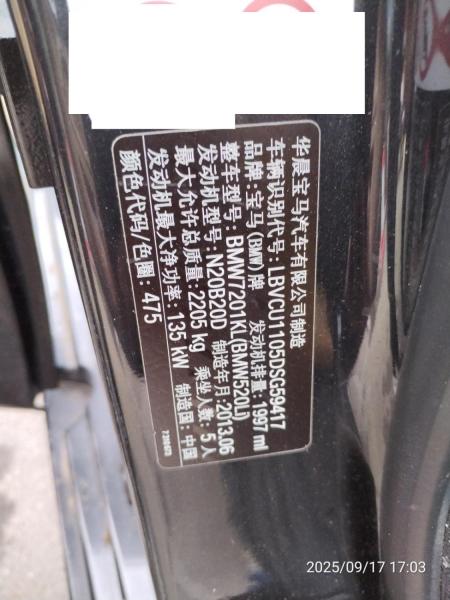 华晨宝马汽车有限公司制造
车辆识别代号: LBVCU1105DSG59417
品牌: 宝马(BMW)牌 发动机排量: 1997 ml
整车型号: BMW7201KL(BMW520Li)
发动机型号: N20B20D 制造年月: 2013.06
最大允许总质量: 2205 kg 乘坐人数: 5人
发动机最大净功率: 135 kW 制造国: 中国
颜色代码/色圈: 475
2025/09/17 17:03